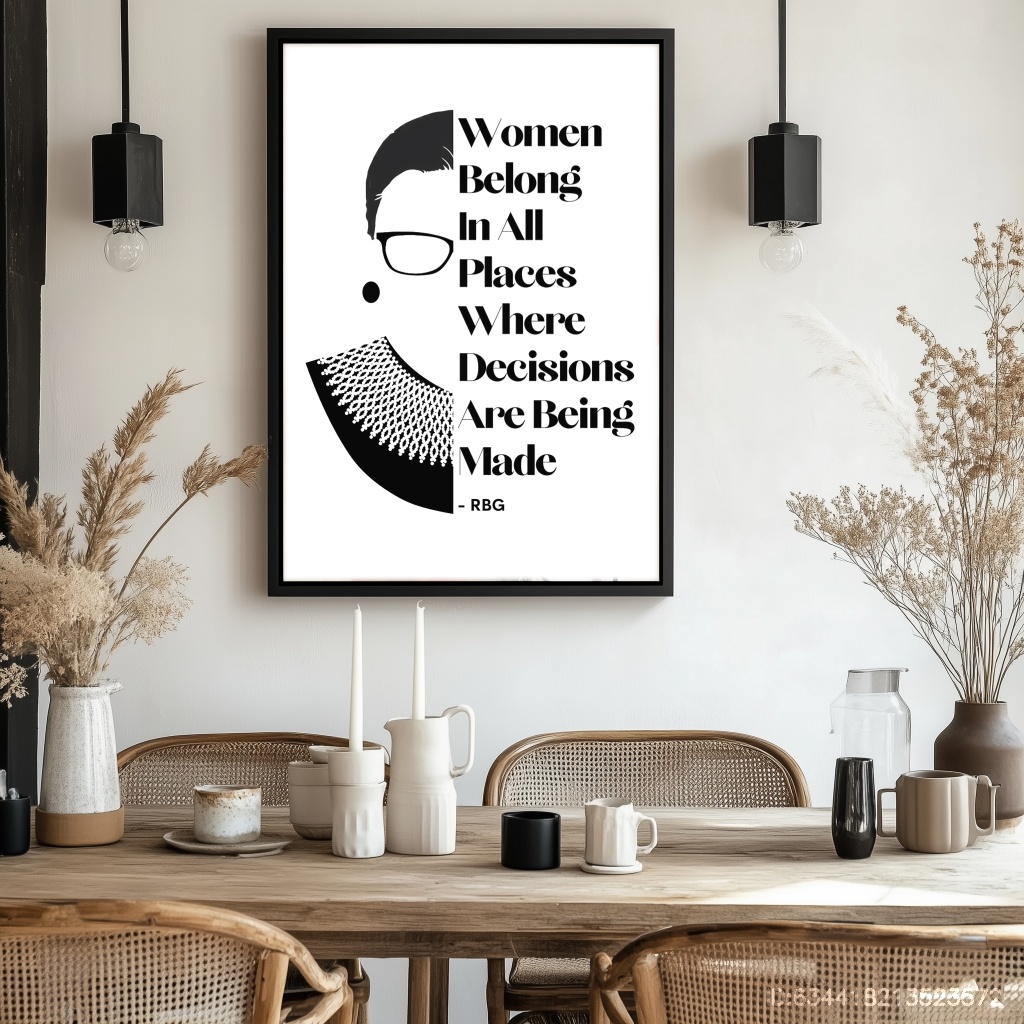 Women
Belong
In All
Places
Where
Decisions
Are Being
Made
- RBG